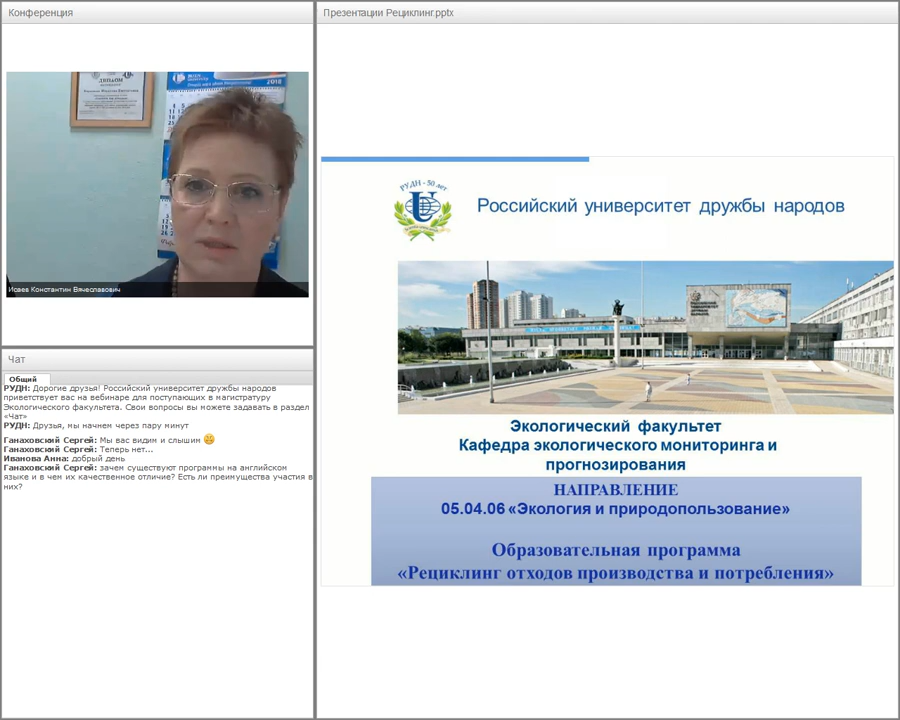 Конференция
ДИПЛОМ
2018
Исаев Константин Вячеславович
Чат
Общий
РУДН: Дорогие друзья! Российский университет дружбы народов
приветствует вас на вебинаре для поступающих в магистратуру
Экологического факультета. Свои вопросы вы можете задавать в раздел
«Чат»
РУДН: Друзья, мы начнем через пару минут
Ганаховский Сергей: Мы вас видим и слышим
Ганаховский Сергей: Теперь нет...
Иванова Анна: добрый день
Ганаховский Сергей: зачем существуют программы на английском
языке и в чем их качественное отличие? Есть ли преимущества участия в
них?
Презентации Рециклинг.pptx
РУДН - 50 лет
Российский университет дружбы народов
Экологический факультет
Кафедра экологического мониторинга и
прогнозирования
НАПРАВЛЕНИЕ
05.04.06 «Экология и природопользование»
Образовательная программа
«Рециклинг отходов производства и потребления»